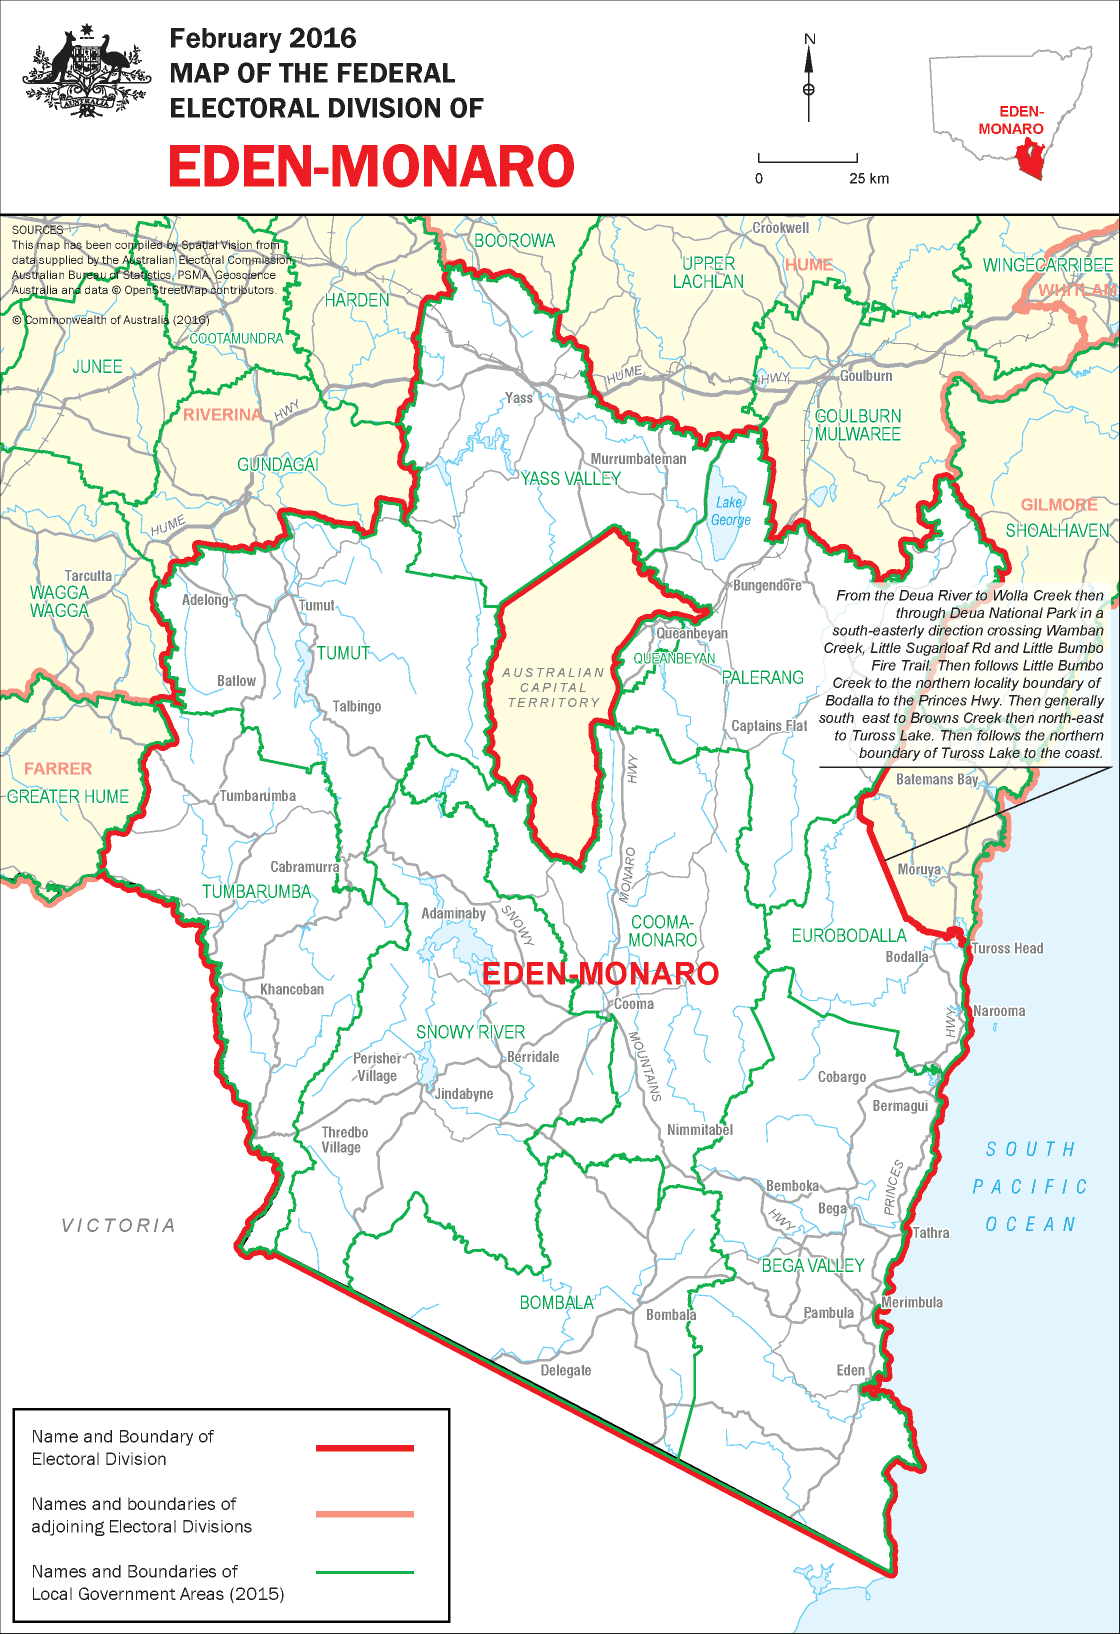 February 2016
MAP OF THE FEDERAL
ELECTORAL DIVISION OF
EDEN-MONARO
AUSTRALIA
N
0
25 km
EDEN-
MONARO
SOURCES
This map has been compiled by Spatial Vision from
data supplied by the Australian Electoral Commission,
Australian Bureau of Statistics, PSMA, Geoscience
Australia and data © OpenStreetMap contributors.
© Commonwealth of Australia (2016)
BOOROWA
Crookwell
UPPER
LACHLAN
HUME
WINGECARRIBEE
WHITLAM
HARDEN
COOTAMUNDRA
JUNEE
RIVERINA
HWY
HUME
HWY
Goulburn
Yass
GOULBURN
MULWAREE
GUNDAGAI
Murrumbateman
YASS VALLEY
Lake
George
GILMORE
SHOALHAVEN
HUME
Tarcutta
WAGGA
WAGGA
Adelong
Tumut
Bungendore
From the Deua River to Wolla Creek then
through Deua National Park in a
south-easterly direction crossing Wamban
Creek, Little Sugarloaf Rd and Little Bumbo
Fire Trail. Then follows Little Bumbo
Creek to the northern locality boundary of
Bodalla to the Princes Hwy. Then generally
south east to Browns Creek then north-east
to Tuross Lake. Then follows the northern
boundary of Tuross Lake to the coast.
Queanbeyan
QUEANBEYAN
TUMUT
AUSTRALIAN
CAPITAL
TERRITORY
PALERANG
Batlow
Talbingo
Captains Flat
FARRER
GREATER HUME
HWY
Batemans Bay
Tumbarumba
Cabramurra
MONARO
Moruya
TUMBARUMBA
Adaminaby
SNOWY
COOMA-
MONARO
EUROBODALLA
Tuross Head
Bodalla
EDEN-MONARO
Khancoban
Cooma
Narooma
HWY
SNOWY RIVER
MOUNTAINS
Perisher
Village
Berridale
Jindabyne
Cobargo
Bermagui
Thredbo
Village
Nimmitabel
SOUTH
PACIFIC
OCEAN
Bemboka
PRINCES
Bega
HWY
VICTORIA
Tathra
BEGA VALLEY
BOMBALA
Bombala
Pambula
Merimbula
Delegate
Eden
Name and Boundary of
Electoral Division
Names and boundaries of
adjoining Electoral Divisions
Names and Boundaries of
Local Government Areas (2015)